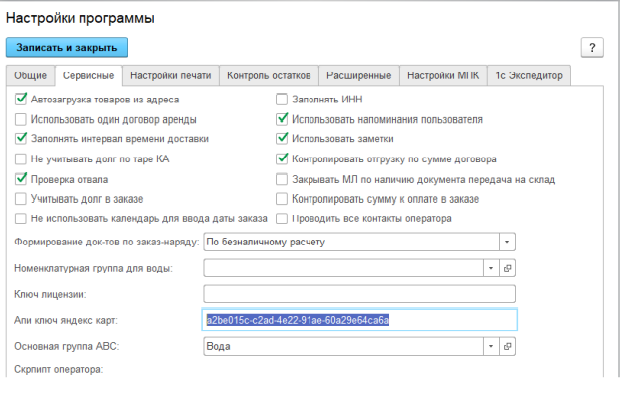 Настройки программы
Записать и закрыть ?
Общие Сервисные Настройки печати Контроль остатков Расширенные Настройки МПК 1с Экспедитор
Автозагрузка товаров из адреса Заполнять ИНН
Использовать один договор аренды Использовать напоминания пользователя
Заполнять интервал времени доставки Использовать заметки
Не учитывать долг по таре КА Контролировать отгрузку по сумме договора
Проверка отвала Закрывать МЛ по наличию документа передача на склад
Учитывать долг в заказе Контролировать сумму к оплате в заказе
Не использовать календарь для ввода даты заказа Проводить все контакты оператора
Формирование док-тов по заказ-наряду: По безналичному расчету
Номенклатурная группа для воды:
Ключ лицензии:
Апи ключ яндекс карт: a2be015c-c2ad-4e22-91ae-60a29e64ca6a
Основная группа ABC: Вода
Скрпипт оператора: